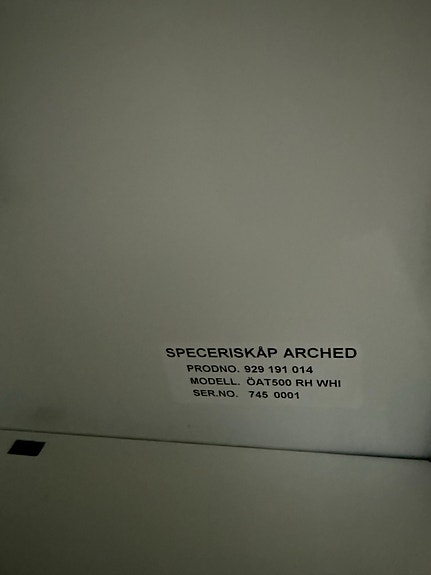 SPECERISKÅP ARCHED
PRODNO. 929 191 014
MODELL. ÖAT500 RH WHI
SER.NO. 745 0001